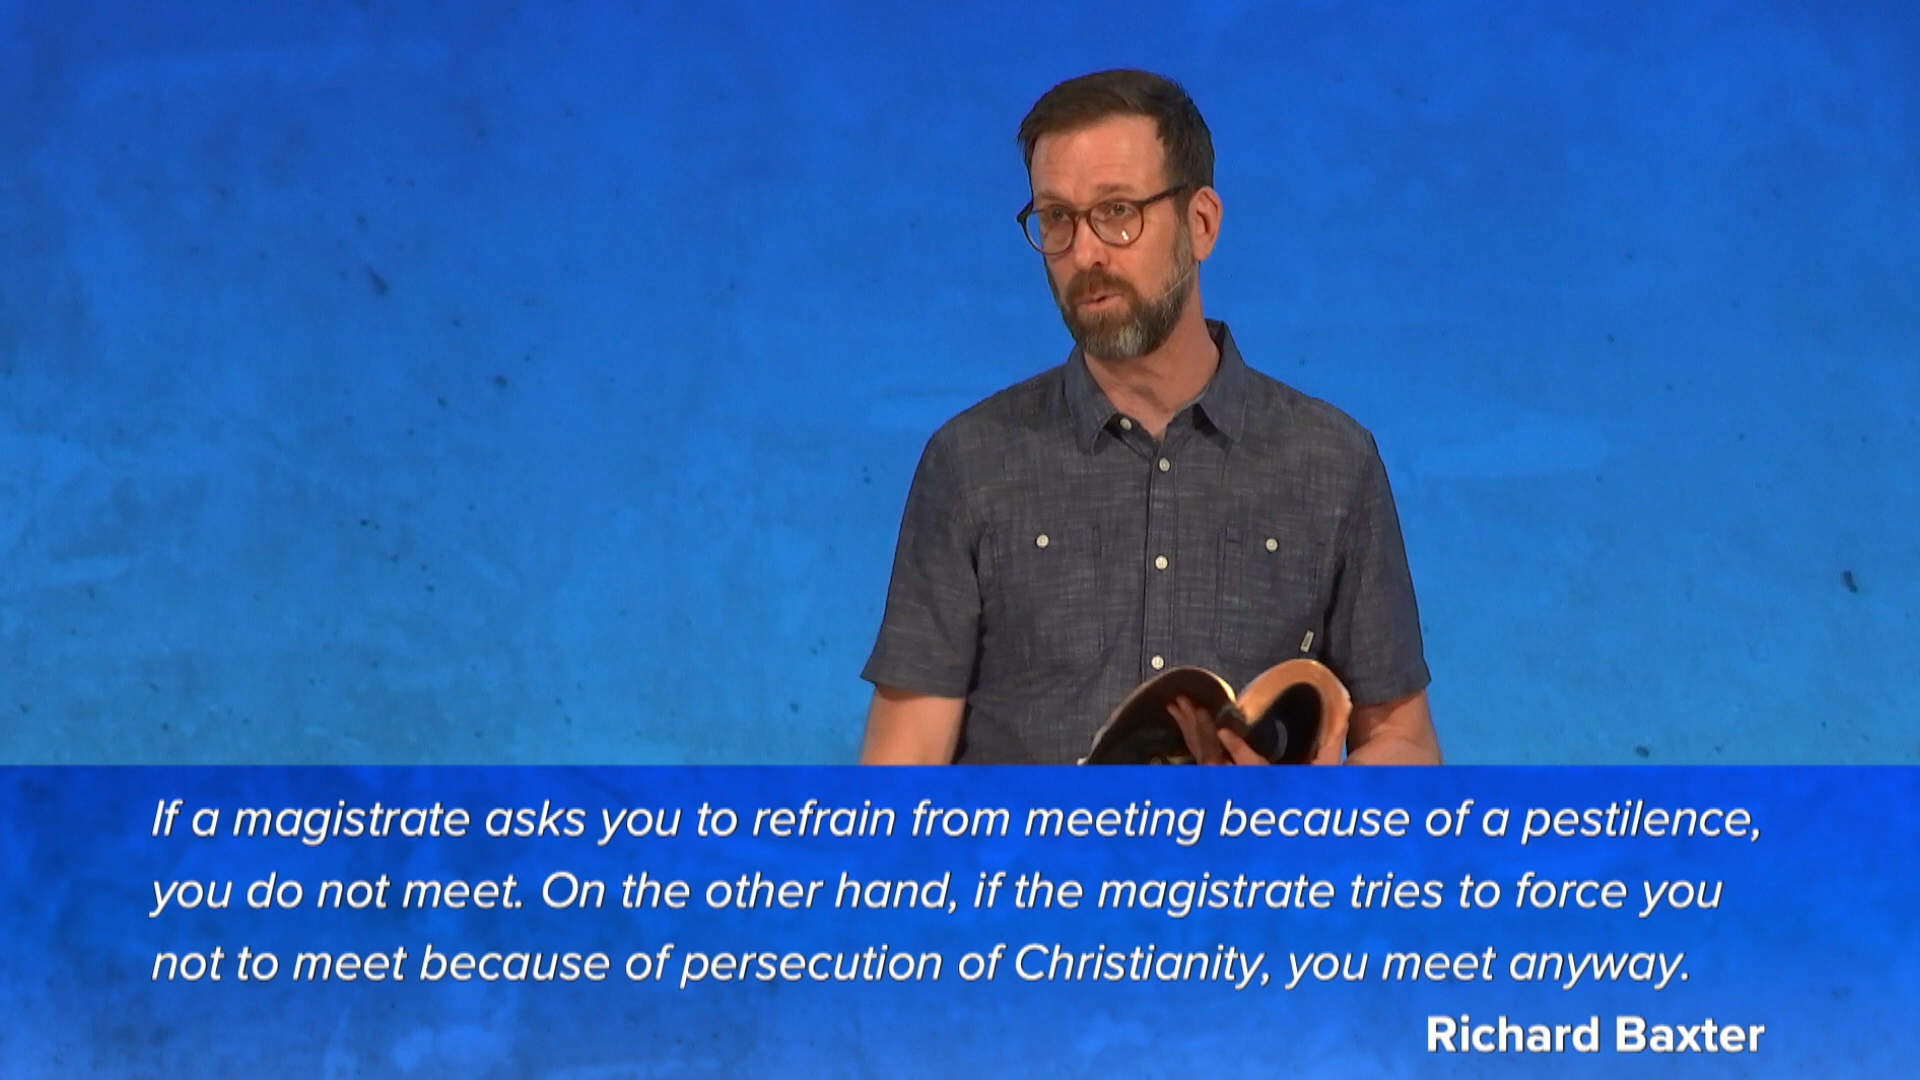 If a magistrate asks you to refrain from meeting because of a pestilence,
you do not meet. On the other hand, if the magistrate tries to force you
not to meet because of persecution of Christianity, you meet anyway.
Richard Baxter